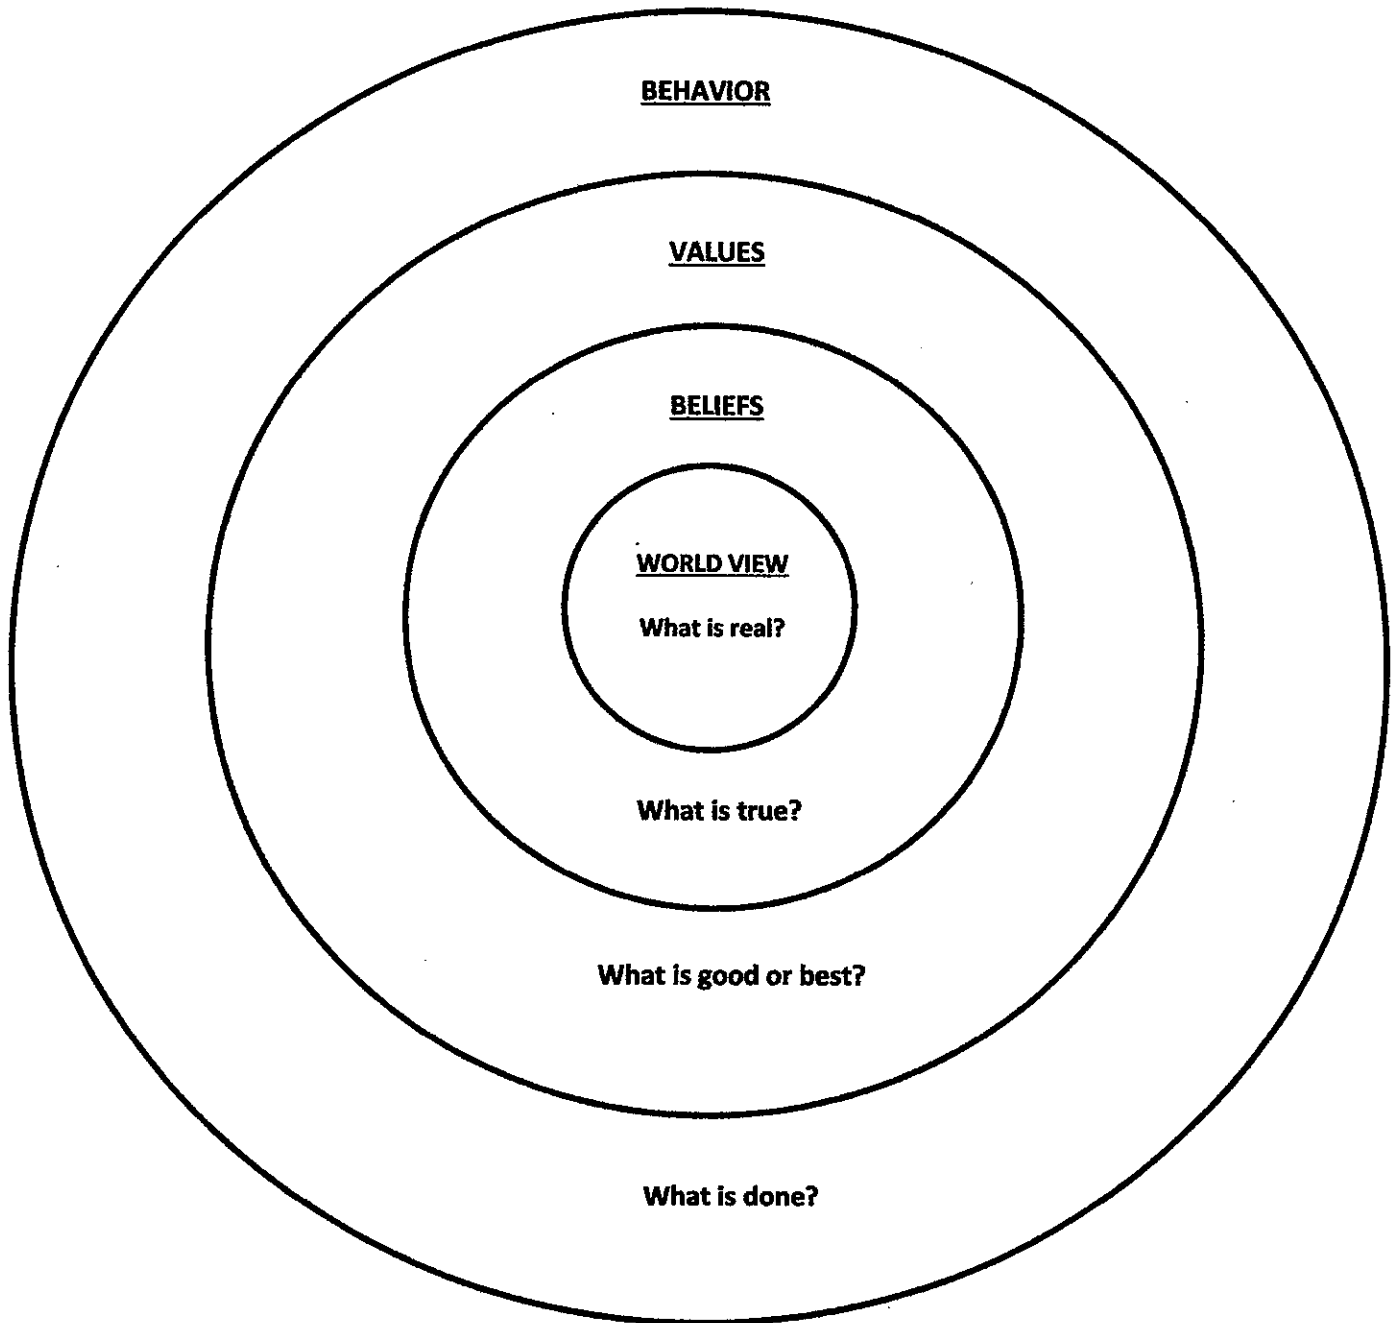 BEHAVIOR
VALUES
BELIEFS
WORLD VIEW
What is real?
What is true?
What is good or best?
What is done?